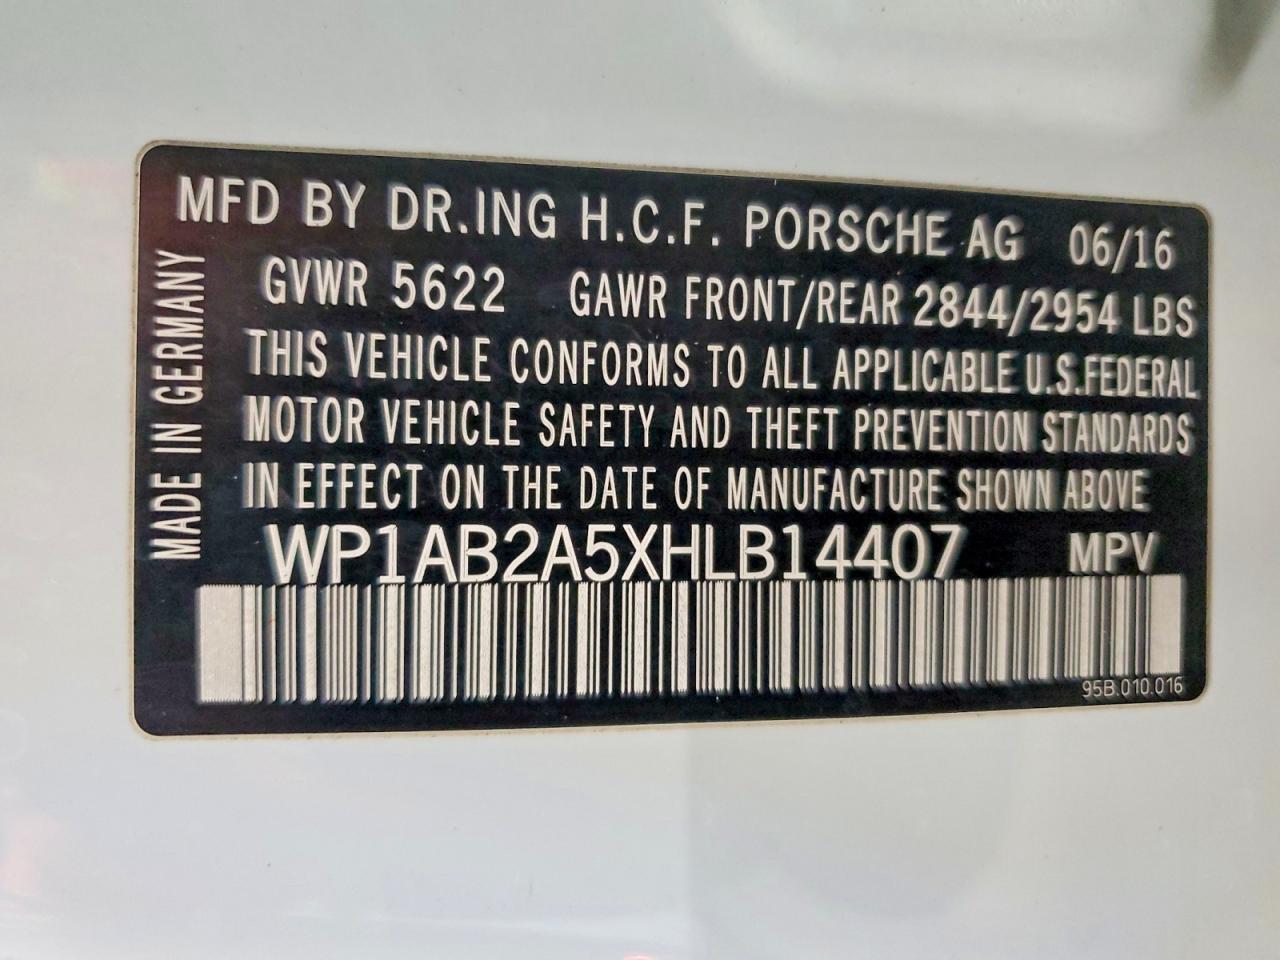 MFD BY DR.ING H.C.F. PORSCHE AG 06/16
GVWR 5622 GAWR FRONT/REAR 2844/2954 LBS
THIS VEHICLE CONFORMS TO ALL APPLICABLE U.S.FEDERAL
MOTOR VEHICLE SAFETY AND THEFT PREVENTION STANDARDS
IN EFFECT ON THE DATE OF MANUFACTURE SHOWN ABOVE
WP1AB2A5XHLB14407 MPV
95B.010.016
MADE IN GERMANY